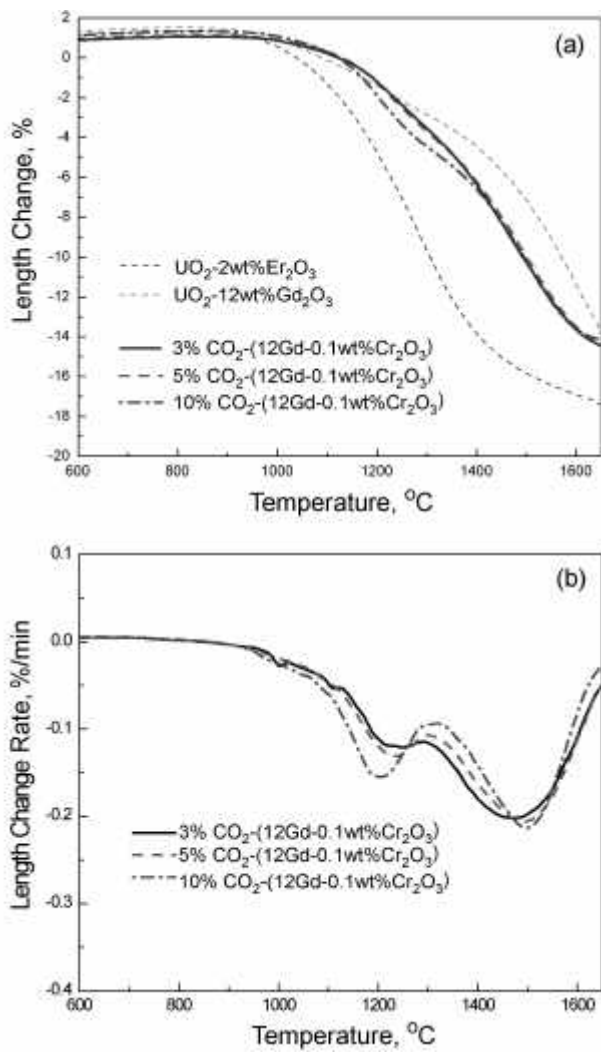 2
0
-2
-4
-6
-8
-10
-12
-14
-16
-18
-20
Length Change, %
(a)
UO₂-2wt%Er₂O₃
UO₂-12wt%Gd₂O₃
3% CO₂-(12Gd-0.1wt%Cr₂O₃)
5% CO₂-(12Gd-0.1wt%Cr₂O₃)
10% CO₂-(12Gd-0.1wt%Cr₂O₃)
600 800 1000 1200 1400 1600
Temperature, °C
0.1
0.0
-0.1
-0.2
-0.3
-0.4
Length Change Rate, %/min
(b)
3% CO₂-(12Gd-0.1wt%Cr₂O₃)
5% CO₂-(12Gd-0.1wt%Cr₂O₃)
10% CO₂-(12Gd-0.1wt%Cr₂O₃)
600 800 1000 1200 1400 1600
Temperature, °C